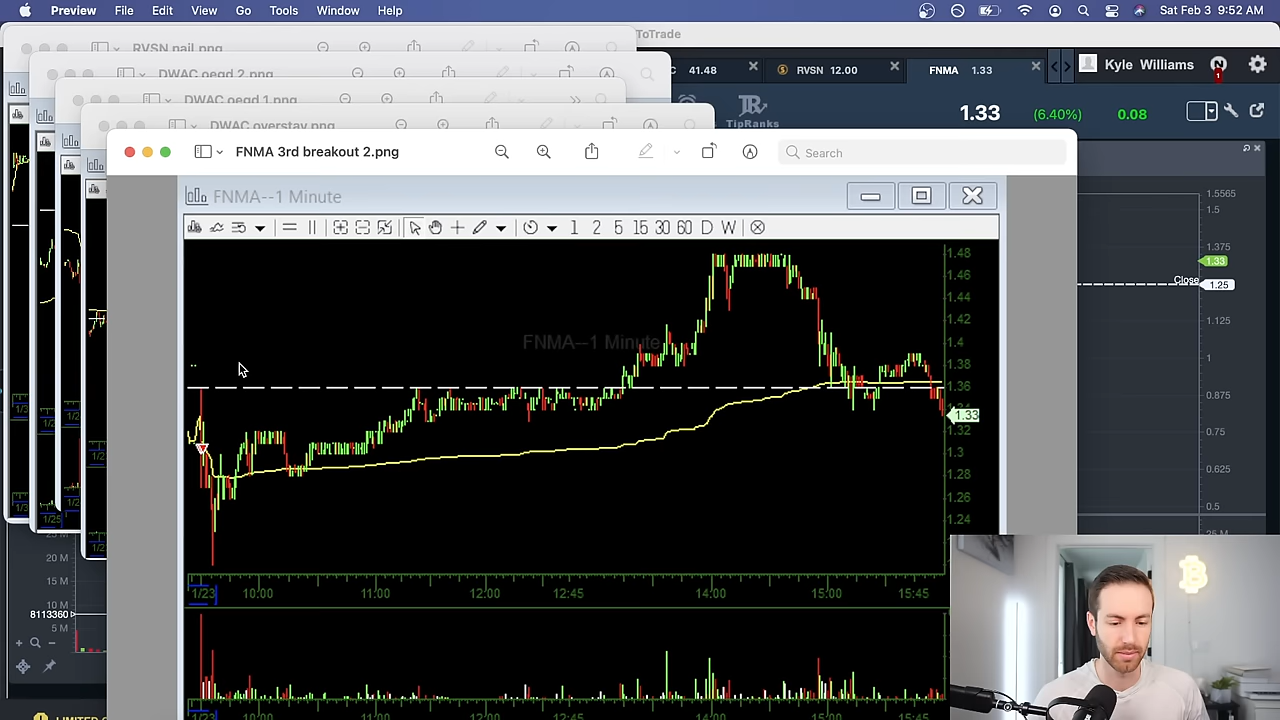 Preview File Edit View Go Tools Window Help Sat Feb 3 9:52 AM
ToTrade
RVSN nail.png
DWAC oegd 2.png
DWAC oegd 1.png
DWAC overstay.png
41.48 RVSN 12.00 FNMA 1.33 Kyle Williams 1
TipRanks 1.33 (6.40%) 0.08
FNMA 3rd breakout 2.png Search
FNMA--1 Minute
1 2 5 15 30 60 D W
FNMA--1 Minute
1.48
1.46
1.44
1.42
1.4
1.38
1.36
1.33
1.32
1.3
1.28
1.26
1.24
1/23 10:00 11:00 12:00 12:45 14:00 15:00 15:45
1.5565
1.5
1.375
1.33
Close 1.25
1.125
1
0.875
0.75
0.625
0.5
20 M
15 M
10 M
8113360
5 M